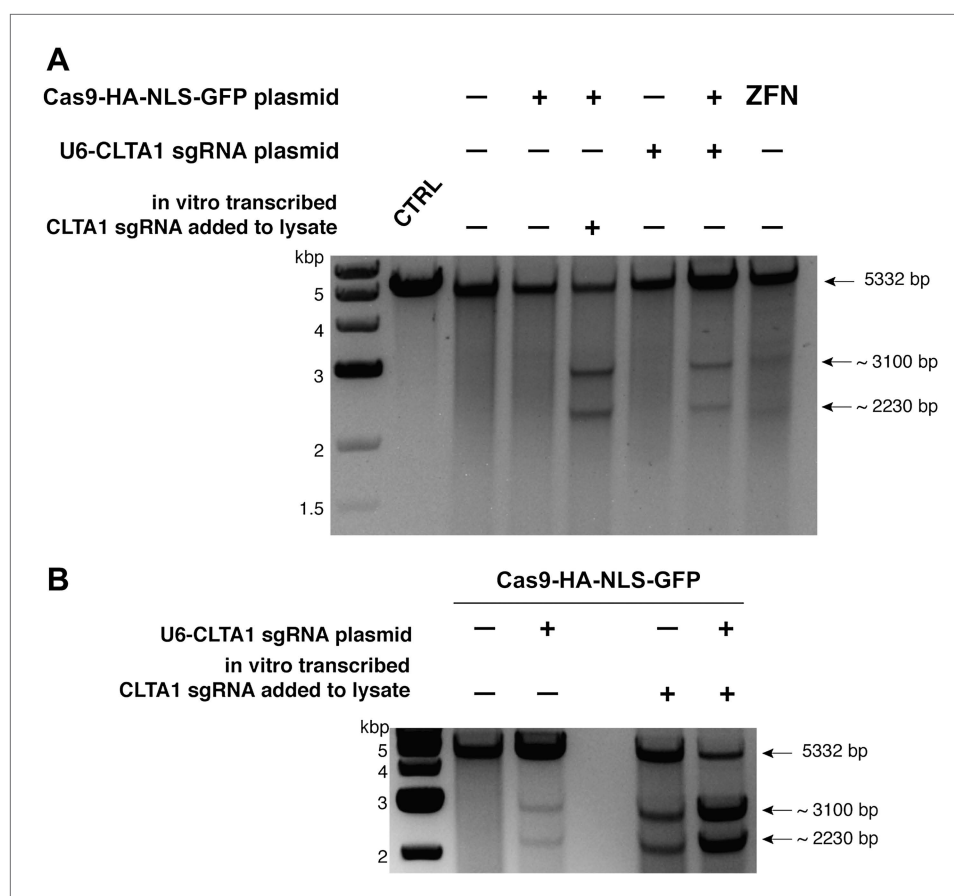 A
Cas9-HA-NLS-GFP plasmid — + + — + ZFN
U6-CLTA1 sgRNA plasmid — — — + + —
in vitro transcribed
CLTA1 sgRNA added to lysate — — + — — —
CTRL
kbp
5
4
3
2
1.5
5332 bp
~ 3100 bp
~ 2230 bp
B
Cas9-HA-NLS-GFP
U6-CLTA1 sgRNA plasmid — + — +
in vitro transcribed
CLTA1 sgRNA added to lysate — — + +
kbp
5
4
3
2
5332 bp
~ 3100 bp
~ 2230 bp